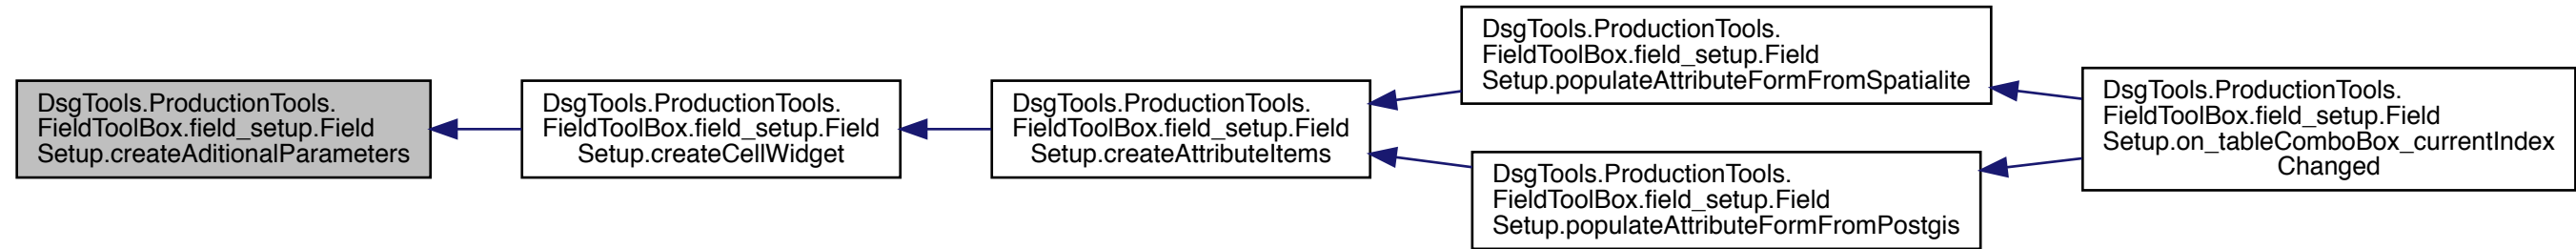 DsgTools.ProductionTools.
FieldToolBox.field_setup.Field
Setup.createAditionalParameters
DsgTools.ProductionTools.
FieldToolBox.field_setup.Field
Setup.createCellWidget
DsgTools.ProductionTools.
FieldToolBox.field_setup.Field
Setup.createAttributeItems
DsgTools.ProductionTools.
FieldToolBox.field_setup.Field
Setup.populateAttributeFormFromSpatialite
DsgTools.ProductionTools.
FieldToolBox.field_setup.Field
Setup.populateAttributeFormFromPostgis
DsgTools.ProductionTools.
FieldToolBox.field_setup.Field
Setup.on_tableComboBox_currentIndex
Changed